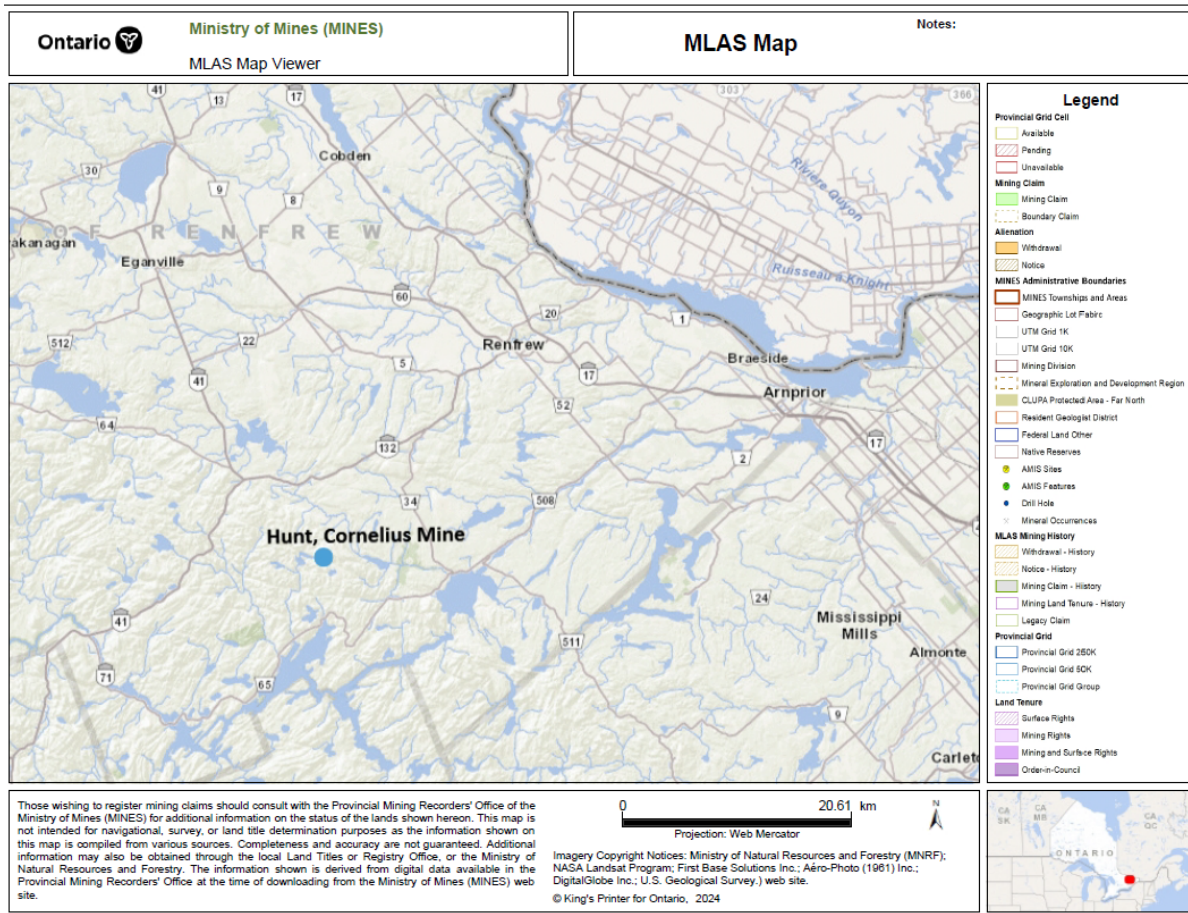 Ontario
Ministry of Mines (MINES)
MLAS Map Viewer
MLAS Map
Notes:
41
13
17
303
366
Cobden
30
9
8
Rivière Quyon
OF RENFREW
akanagan
Eganville
Ruisseau à Knight
60
20
1
512
22
Renfrew
Braeside
5
17
41
Arnprior
52
64
132
17
2
34
508
Hunt, Cornelius Mine
24
41
Mississippi
Mills
511
Almonte
71
65
9
Carlet
Legend
Provincial Grid Cell
Available
Pending
Unavailable
Mining Claim
Mining Claim
Boundary Claim
Alienation
Withdrawal
Notice
MINES Administrative Boundaries
MINES Townships and Areas
Geographic Lot Fabirc
UTM Grid 1K
UTM Grid 10K
Mining Division
Mineral Exploration and Development Region
CLUPA Protected Area - Far North
Resident Geologist District
Federal Land Other
Native Reserves
AMIS Sites
AMIS Features
Drill Hole
Mineral Occurrences
MLAS Mining History
Withdrawal - History
Notice - History
Mining Claim - History
Mining Land Tenure - History
Legacy Claim
Provincial Grid
Provincial Grid 250K
Provincial Grid 50K
Provincial Grid Group
Land Tenure
Surface Rights
Mining Rights
Mining and Surface Rights
Order-in-Council
Those wishing to register mining claims should consult with the Provincial Mining Recorders' Office of the
Ministry of Mines (MINES) for additional information on the status of the lands shown hereon. This map is
not intended for navigational, survey, or land title determination purposes as the information shown on
this map is compiled from various sources. Completeness and accuracy are not guaranteed. Additional
information may also be obtained through the local Land Titles or Registry Office, or the Ministry of
Natural Resources and Forestry. The information shown is derived from digital data available in the
Provincial Mining Recorders' Office at the time of downloading from the Ministry of Mines (MINES) web
site.
0 20.61 km
Projection: Web Mercator
N
Imagery Copyright Notices: Ministry of Natural Resources and Forestry (MNRF);
NASA Landsat Program; First Base Solutions Inc.; Aéro-Photo (1961) Inc.;
DigitalGlobe Inc.; U.S. Geological Survey.) web site.
© King's Printer for Ontario, 2024
CA
SK
CA
MB
CA
QC
ONTARIO